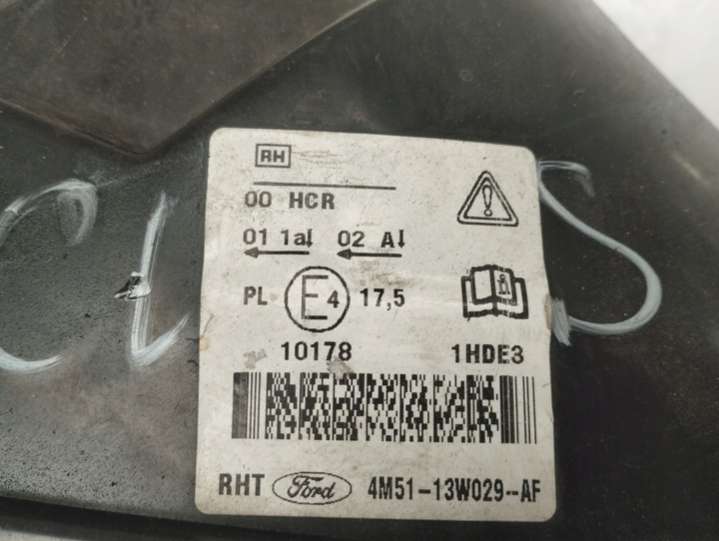 RH
00 HCR
01 1a↓ 02 A↓
PL E4 17,5
10178 1HDE3
RHT Ford 4M51-13W029--AF